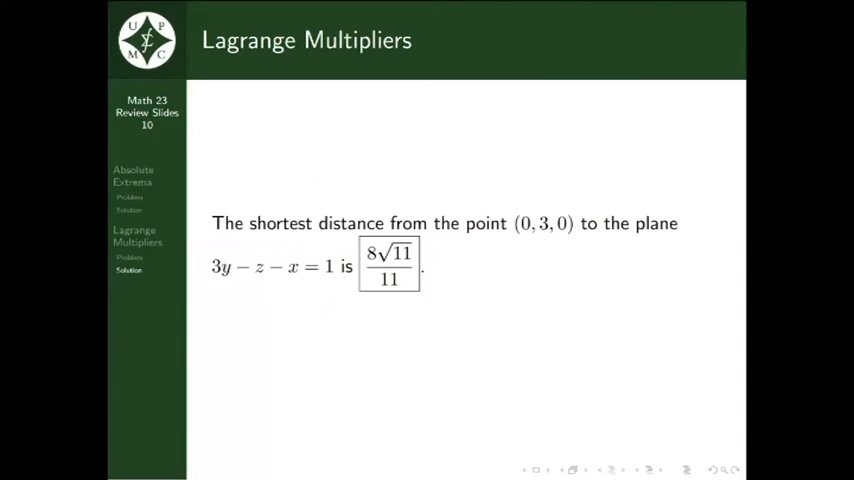 U P
M C
Lagrange Multipliers
Math 23
Review Slides
10
Absolute
Extrema
Problem
Solution
Lagrange
Multipliers
Problem
Solution
The shortest distance from the point (0, 3, 0) to the plane
3y − z − x = 1 is 8√11/11.